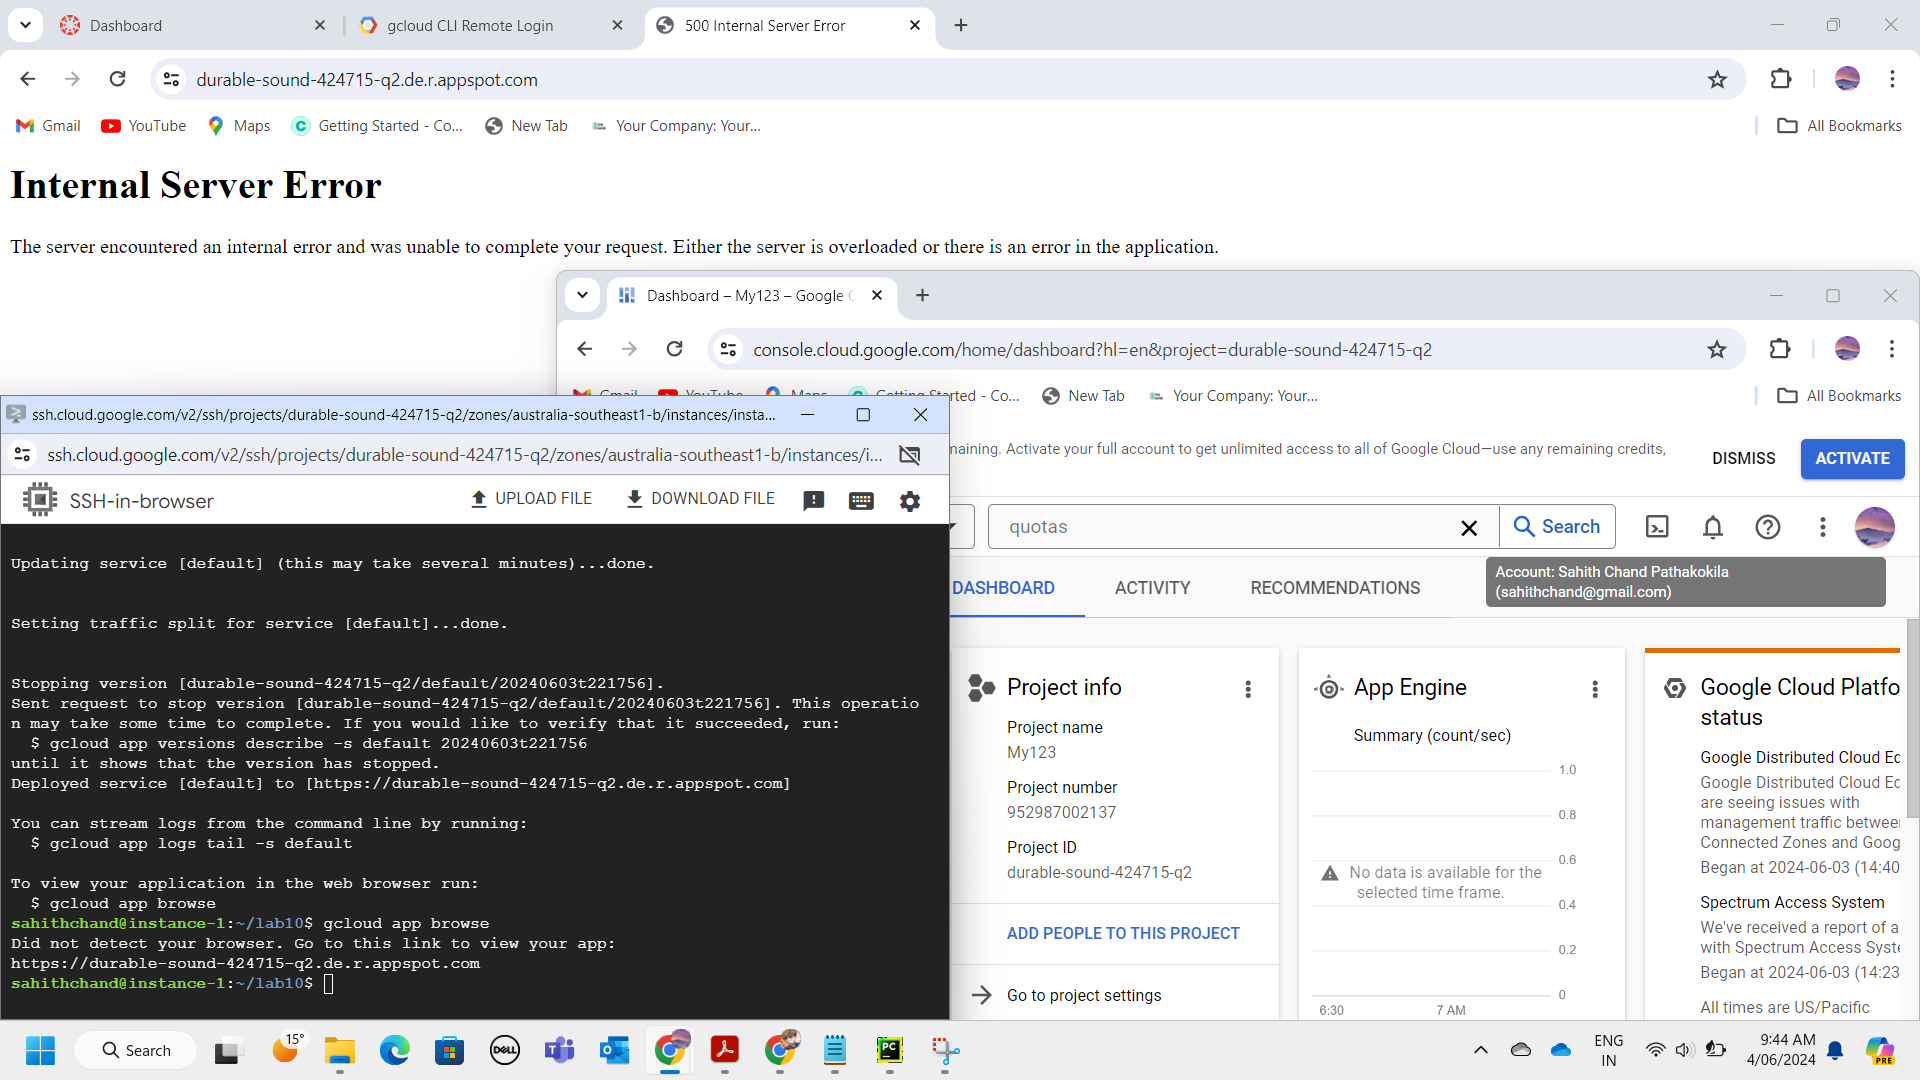 Dashboard
gcloud CLI Remote Login
500 Internal Server Error
durable-sound-424715-q2.de.r.appspot.com
Gmail
YouTube
Maps
Getting Started - Co...
New Tab
Your Company: Your...
All Bookmarks
Internal Server Error
The server encountered an internal error and was unable to complete your request. Either the server is overloaded or there is an error in the application.
Dashboard – My123 – Google
console.cloud.google.com/home/dashboard?hl=en&project=durable-sound-424715-q2
New Tab
Your Company: Your...
All Bookmarks
ssh.cloud.google.com/v2/ssh/projects/durable-sound-424715-q2/zones/australia-southeast1-b/instances/insta...
ssh.cloud.google.com/v2/ssh/projects/durable-sound-424715-q2/zones/australia-southeast1-b/instances/i...
SSH-in-browser
UPLOAD FILE
DOWNLOAD FILE
Updating service [default] (this may take several minutes)...done.
Setting traffic split for service [default]...done.
Stopping version [durable-sound-424715-q2/default/20240603t221756].
Sent request to stop version [durable-sound-424715-q2/default/20240603t221756]. This operatio
n may take some time to complete. If you would like to verify that it succeeded, run:
$ gcloud app versions describe -s default 20240603t221756
until it shows that the version has stopped.
Deployed service [default] to [https://durable-sound-424715-q2.de.r.appspot.com]
You can stream logs from the command line by running:
$ gcloud app logs tail -s default
To view your application in the web browser run:
$ gcloud app browse
sahithchand@instance-1:~/lab10$ gcloud app browse
Did not detect your browser. Go to this link to view your app:
https://durable-sound-424715-q2.de.r.appspot.com
sahithchand@instance-1:~/lab10$
Activate your full account to get unlimited access to all of Google Cloud—use any remaining credits,
DISMISS
ACTIVATE
quotas
Search
Account: Sahith Chand Pathakokila
(sahithchand@gmail.com)
DASHBOARD
ACTIVITY
RECOMMENDATIONS
Project info
Project name
My123
Project number
952987002137
Project ID
durable-sound-424715-q2
ADD PEOPLE TO THIS PROJECT
Go to project settings
App Engine
Summary (count/sec)
1.0
0.8
0.6
No data is available for the
selected time frame.
0.4
0.2
0
6:30
7 AM
Google Cloud Platfo
status
Google Distributed Cloud Ed
Google Distributed Cloud Ed
are seeing issues with
management traffic between
Connected Zones and Goog
Began at 2024-06-03 (14:40
Spectrum Access System
We've received a report of a
with Spectrum Access Syste
Began at 2024-06-03 (14:23
All times are US/Pacific
Search
15°
DELL
PC
ENG
IN
9:44 AM
4/06/2024
PRE